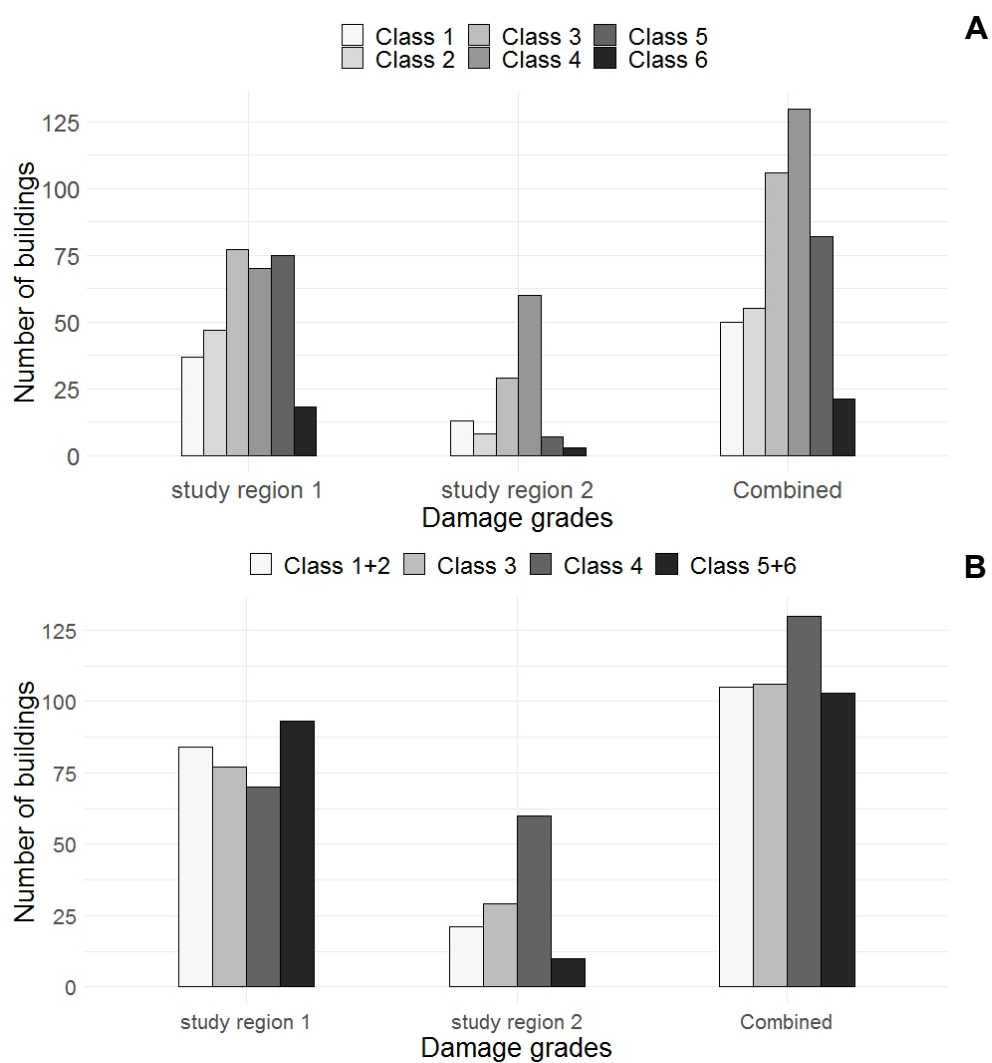 A
Class 1 Class 3 Class 5
Class 2 Class 4 Class 6
Number of buildings
125
100
75
50
25
0
study region 1 study region 2 Combined
Damage grades
B
Class 1+2 Class 3 Class 4 Class 5+6
Number of buildings
125
100
75
50
25
0
study region 1 study region 2 Combined
Damage grades